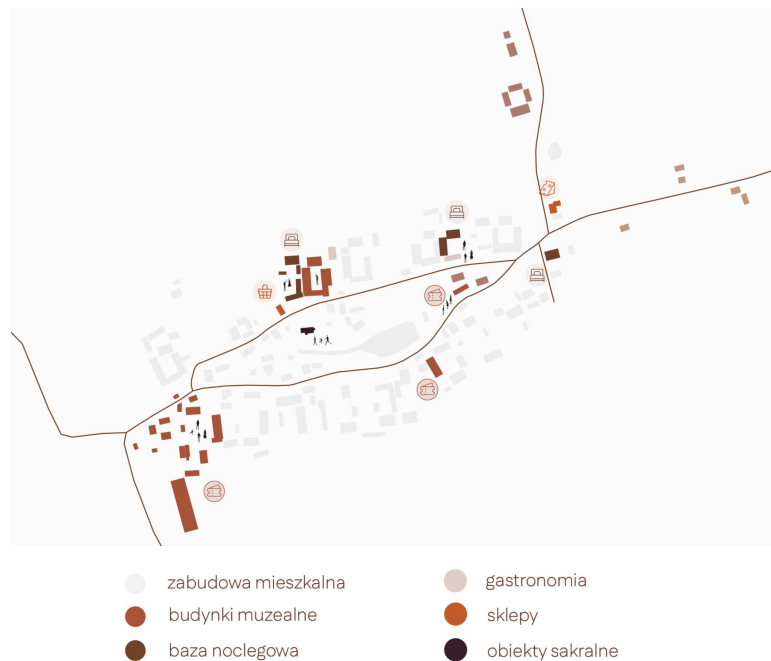 zabudowa mieszkalna
budynki muzealne
baza noclegowa
gastronomia
sklepy
obiekty sakralne